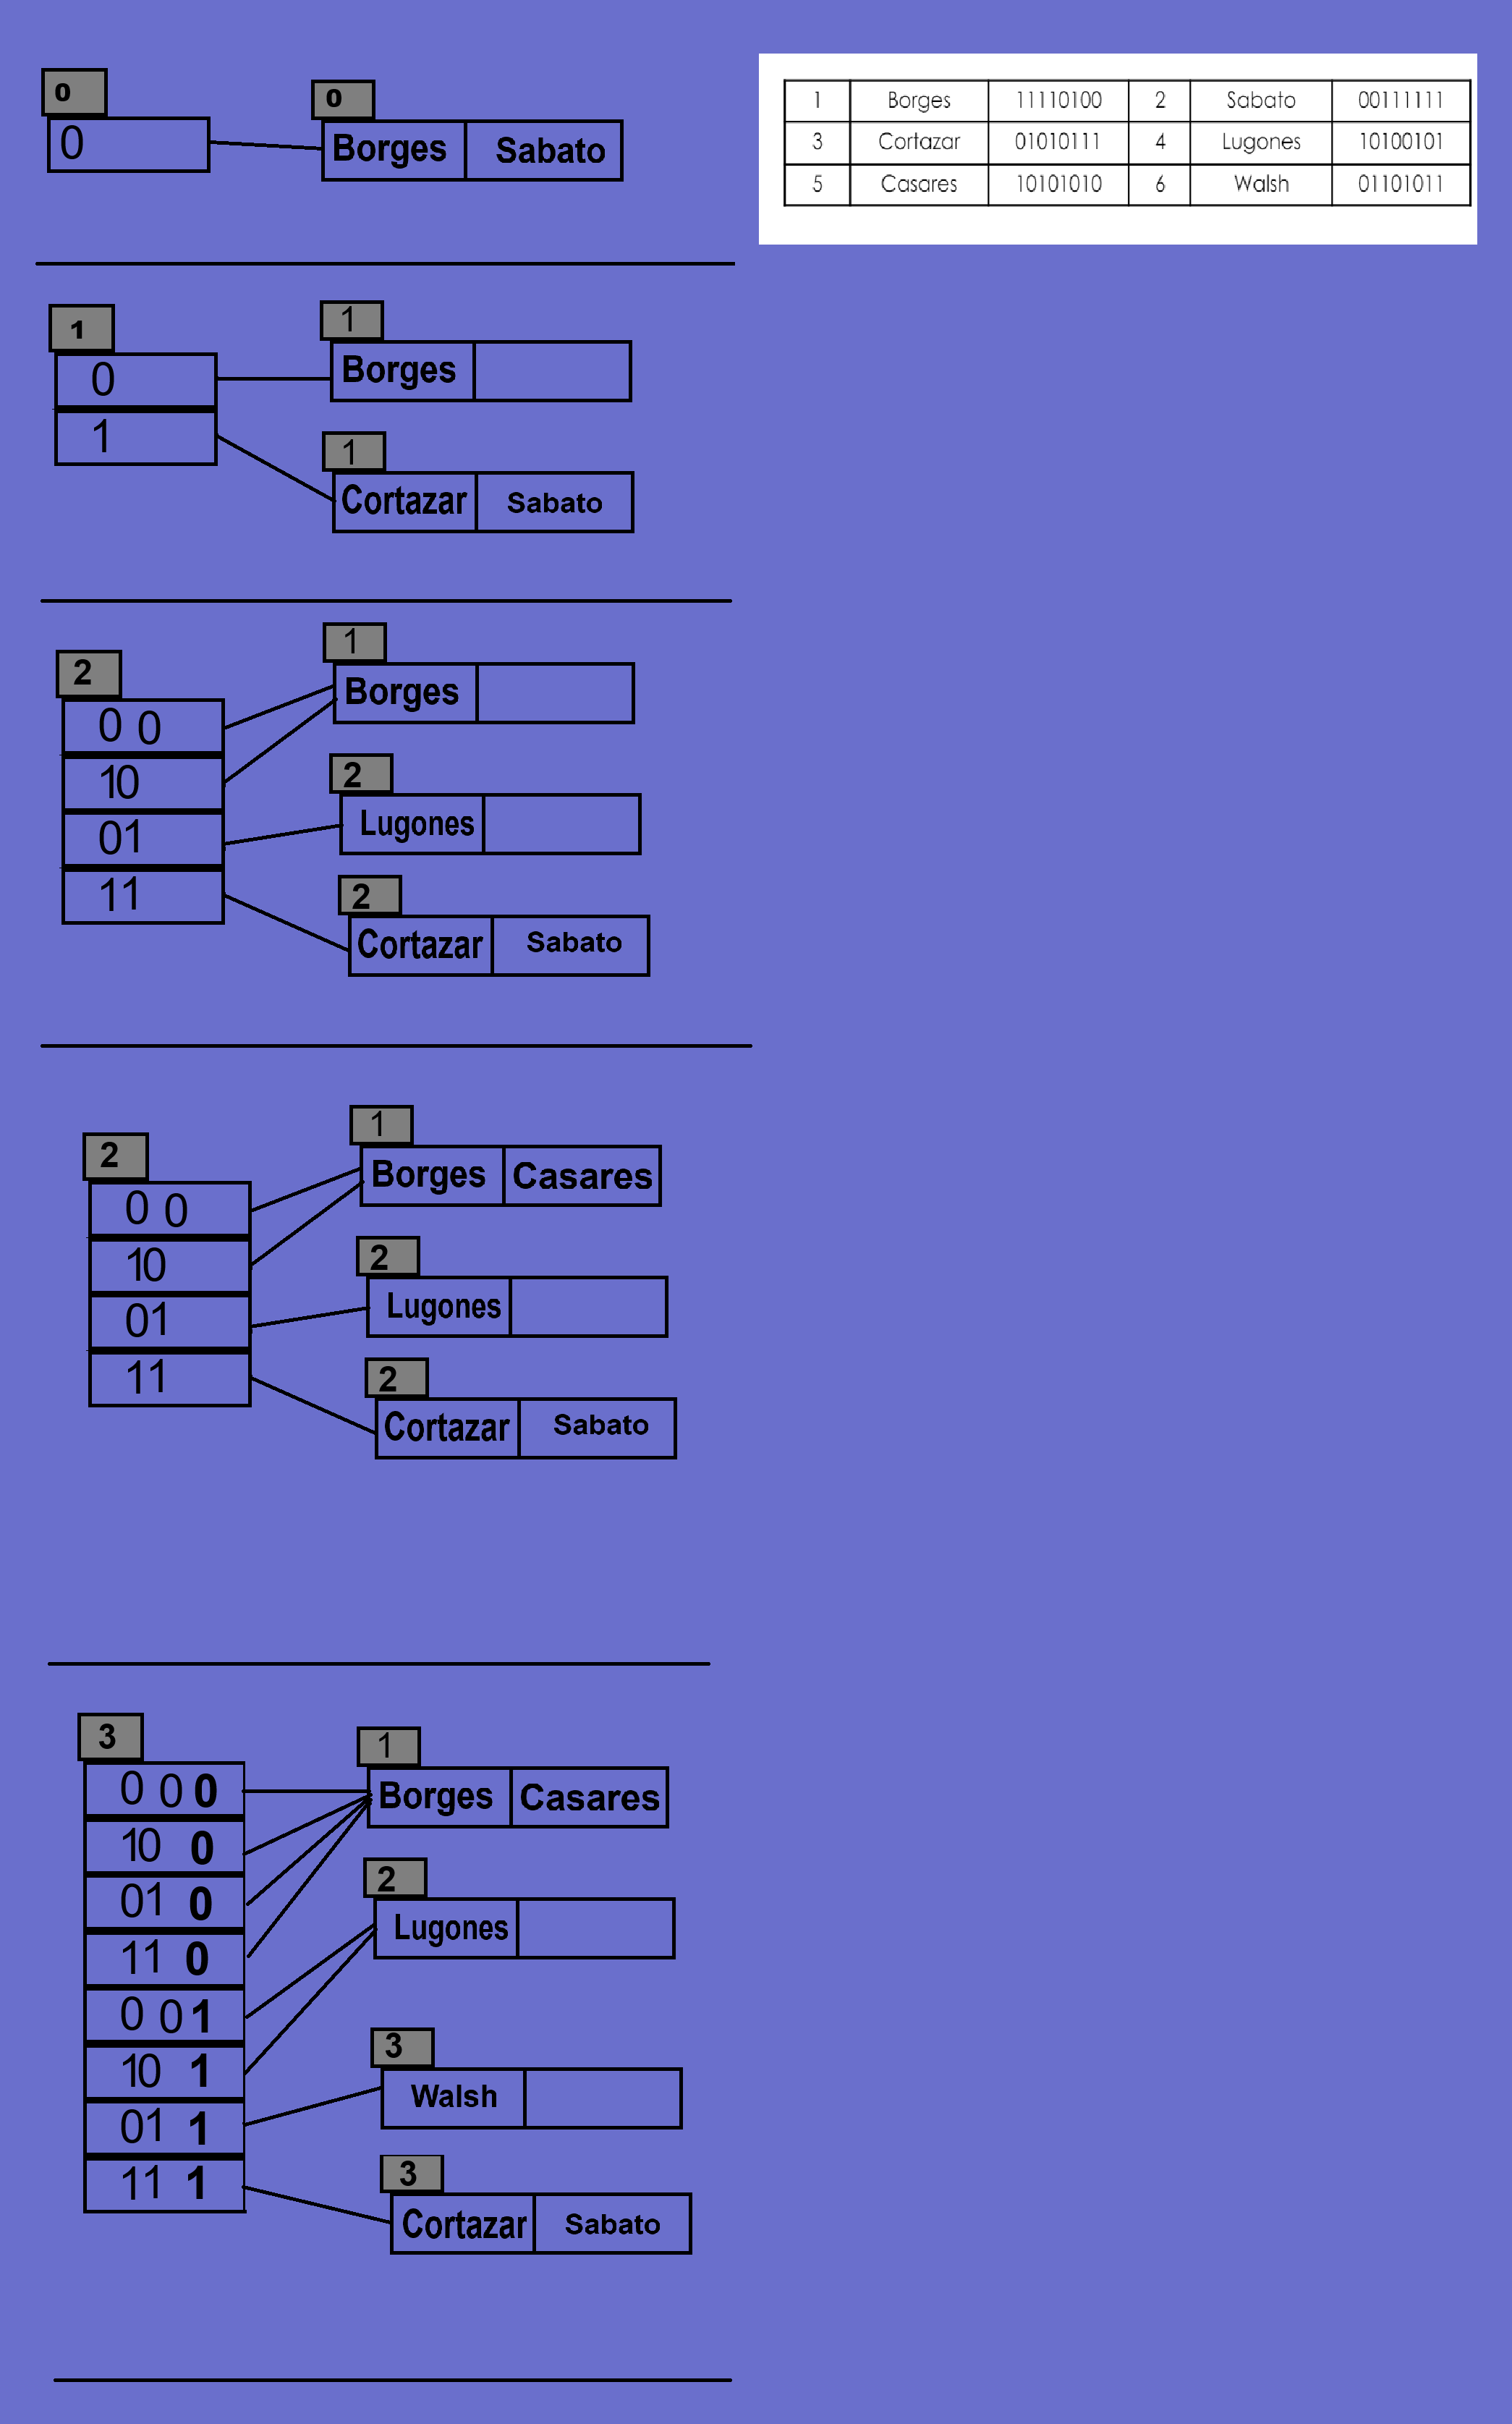 0
0
0
Borges Sabato
1 Borges 11110100 2 Sabato 00111111
3 Cortazar 01010111 4 Lugones 10100101
5 Casares 10101010 6 Walsh 01101011
1
1
0
Borges
1
1
Cortazar Sabato
2
1
0 0
Borges
10
2
01
Lugones
11
2
Cortazar Sabato
2
1
0 0
Borges Casares
10
2
01
Lugones
11
2
Cortazar Sabato
3
1
0 0 0
Borges Casares
10 0
2
01 0
Lugones
11 0
0 0 1
3
10 1
Walsh
01 1
3
11 1
Cortazar Sabato